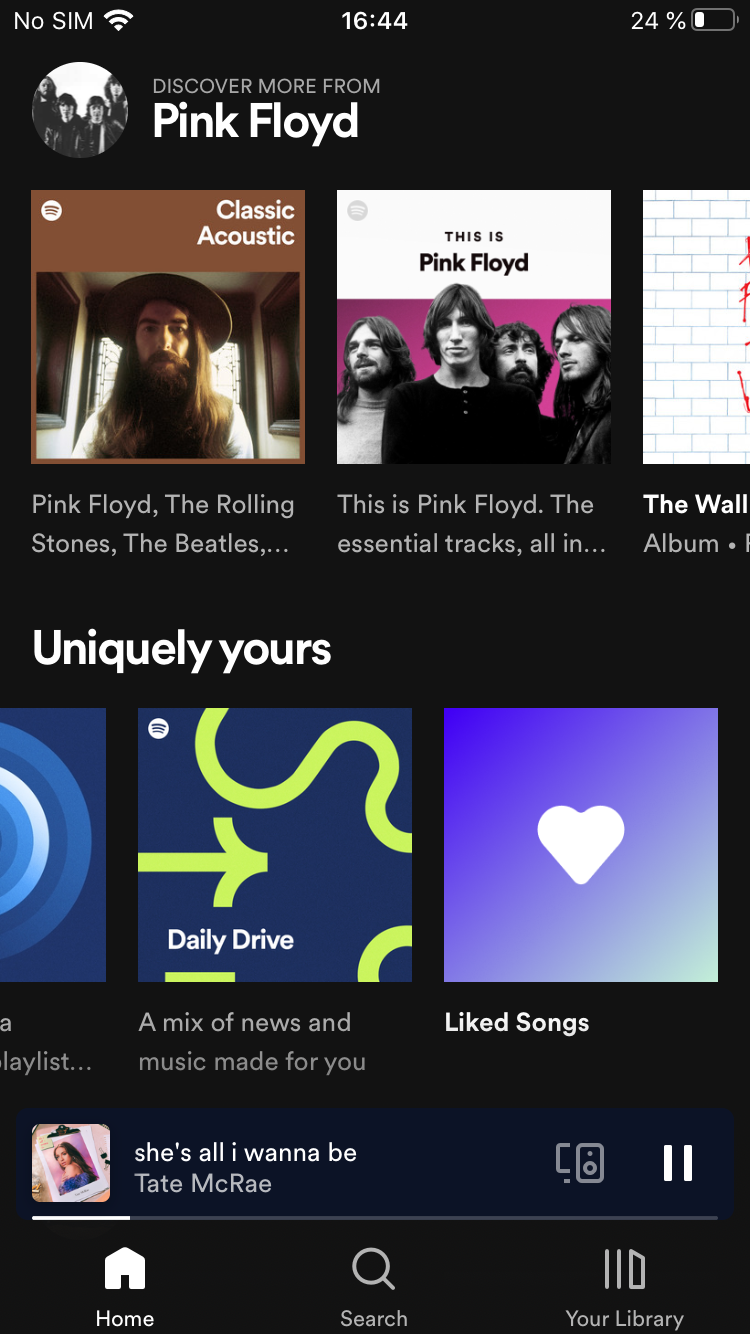 No SIM 16:44 24 %
DISCOVER MORE FROM
Pink Floyd
Classic
Acoustic
THIS IS
Pink Floyd
Pink Floyd, The Rolling
Stones, The Beatles,...
This is Pink Floyd. The
essential tracks, all in...
The Wall
Album •
Uniquely yours
Daily Drive
a
playlist...
A mix of news and
music made for you
Liked Songs
she's all i wanna be
Tate McRae
Home
Search
Your Library